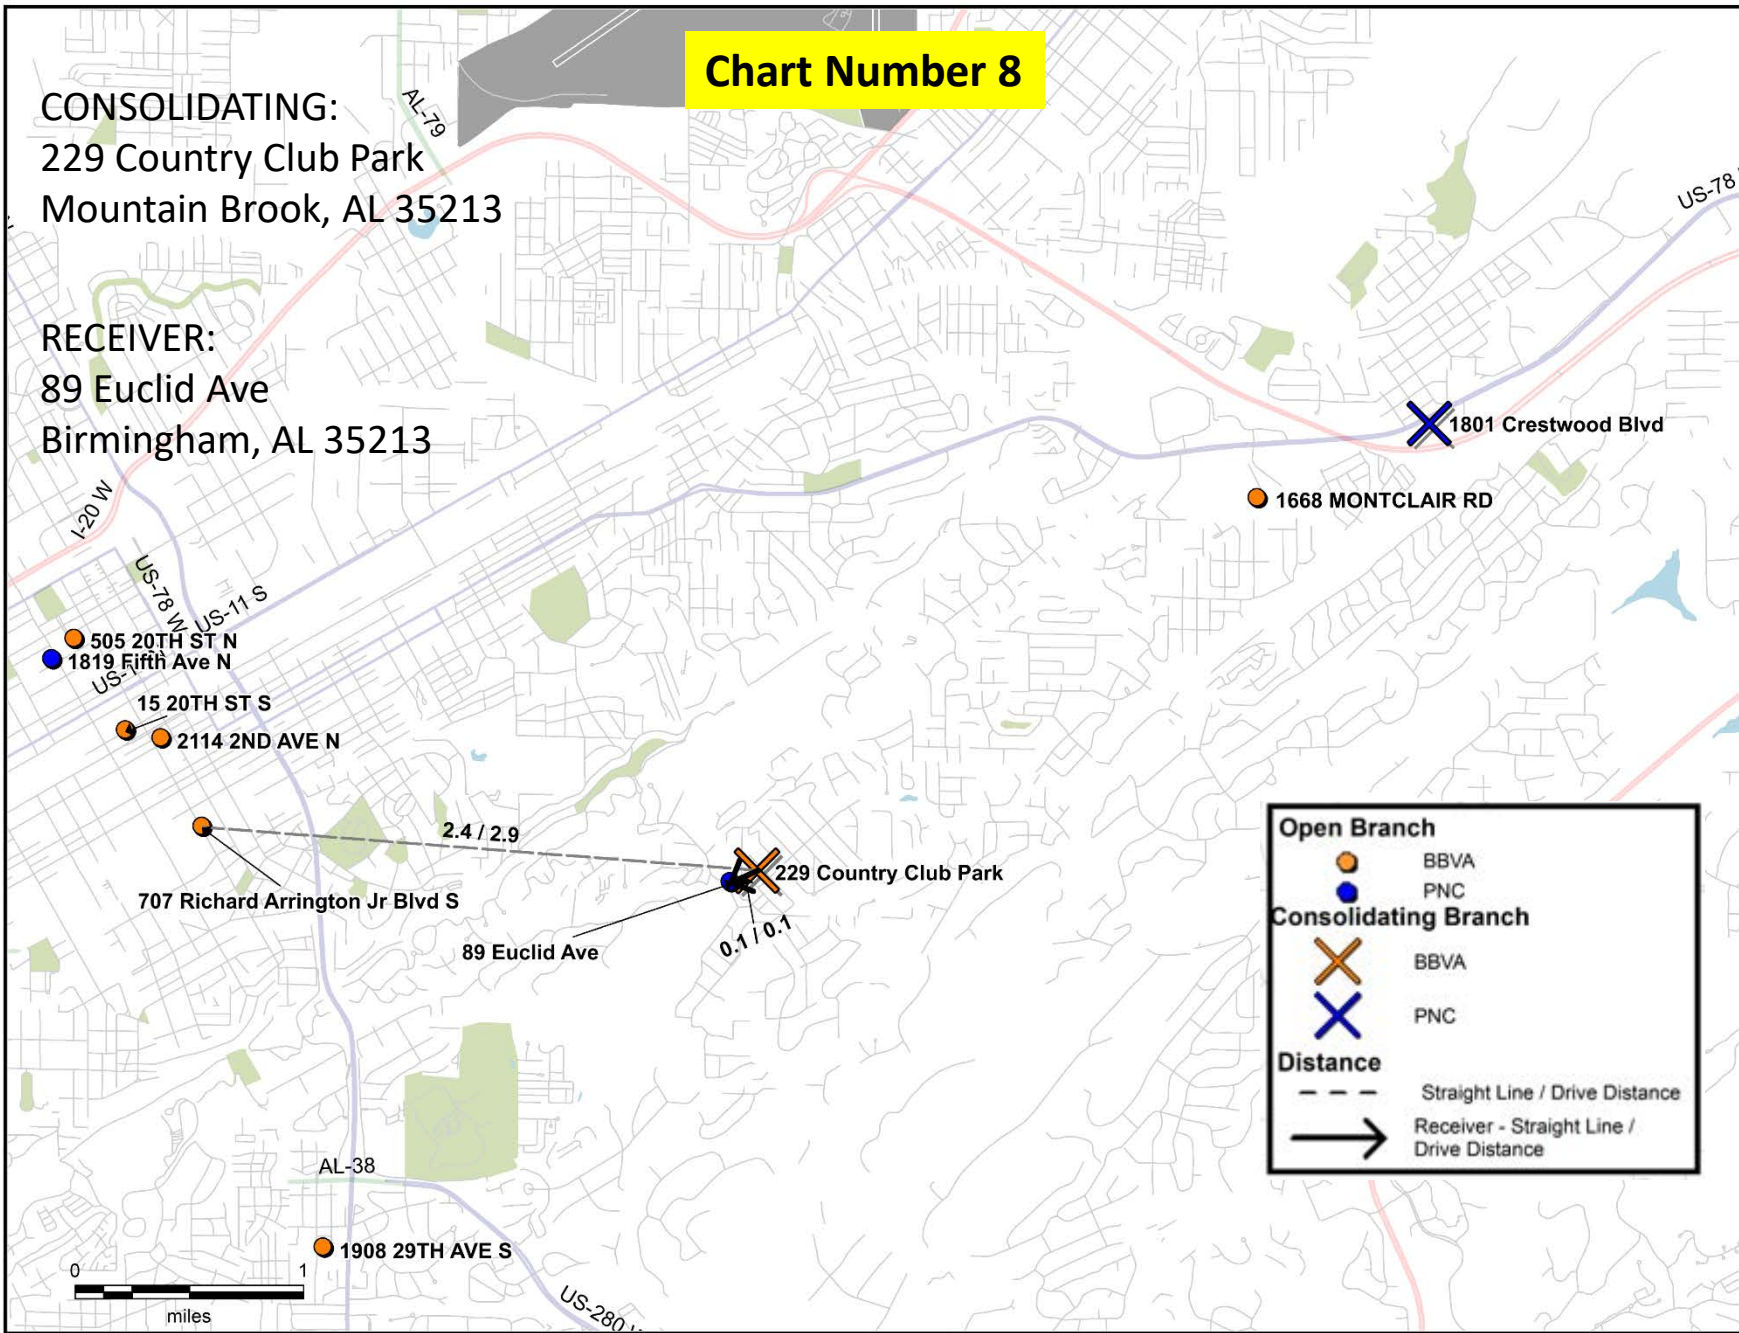 Chart Number 8
CONSOLIDATING:
229 Country Club Park
Mountain Brook, AL 35213
RECEIVER:
89 Euclid Ave
Birmingham, AL 35213
AL-79
US-78
1801 Crestwood Blvd
1668 MONTCLAIR RD
I-20 W
US-78 W
US-11 S
505 20TH ST N
1819 Fifth Ave N
15 20TH ST S
2114 2ND AVE N
2.4 / 2.9
229 Country Club Park
707 Richard Arrington Jr Blvd S
89 Euclid Ave
0.1 / 0.1
AL-38
1908 29TH AVE S
US-280
0 1
miles
Open Branch
BBVA
PNC
Consolidating Branch
BBVA
PNC
Distance
Straight Line / Drive Distance
Receiver - Straight Line /
Drive Distance